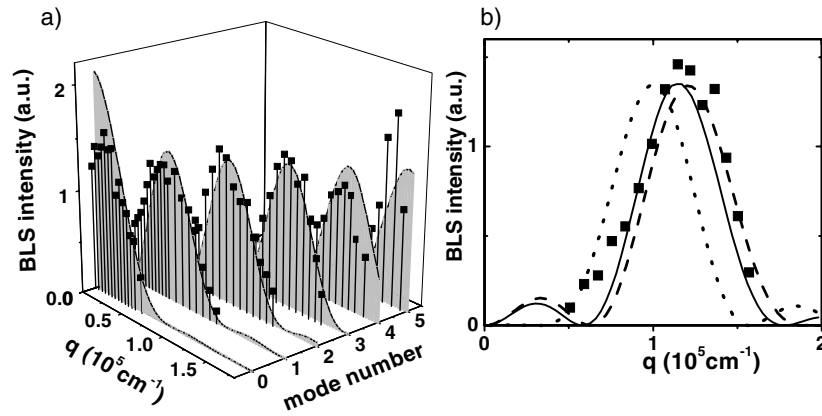 a)
BLS intensity (a.u.)
2
1
0.0
0.5
1.0
1.5
q (10⁵cm⁻¹)
0
1
2
3
4
5
mode number
b)
BLS intensity (a.u.)
1
0
0
1
2
q (10⁵cm⁻¹)